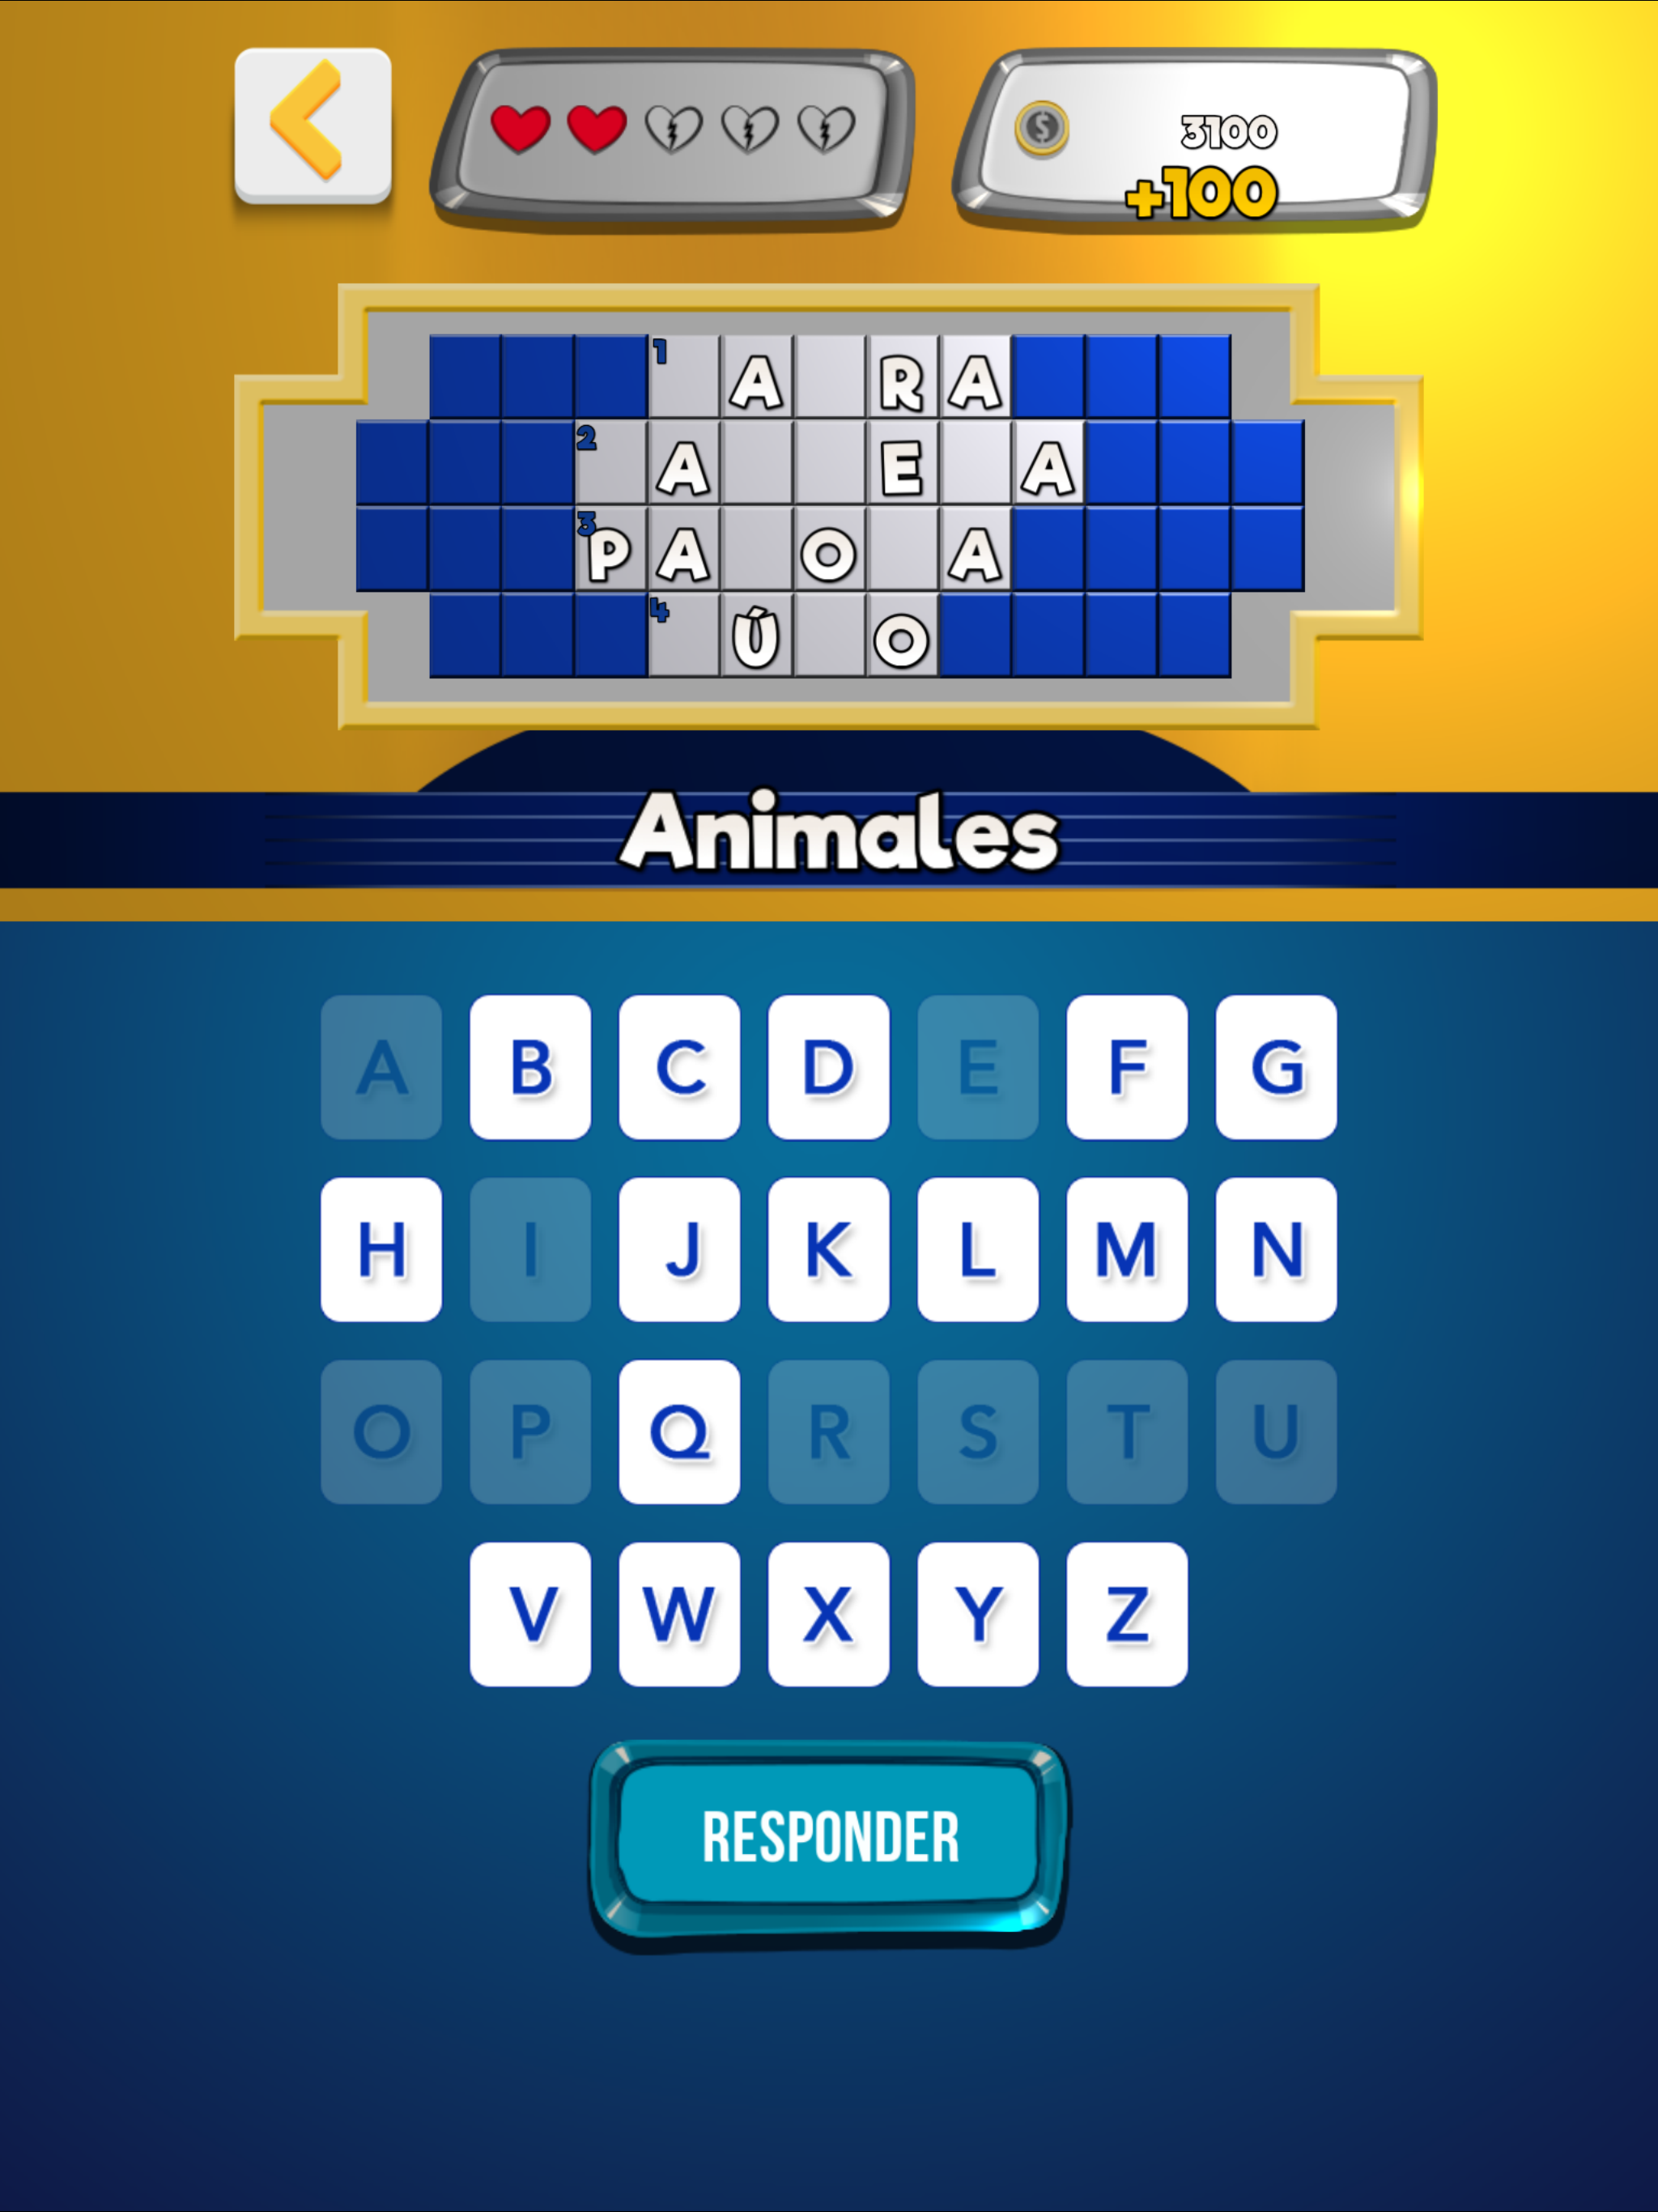 3100
+100
1 A R A
2 A E A
3 P A O A
4 Ú O
Animales
A B C D E F G
H I J K L M N
O P Q R S T U
V W X Y Z
RESPONDER